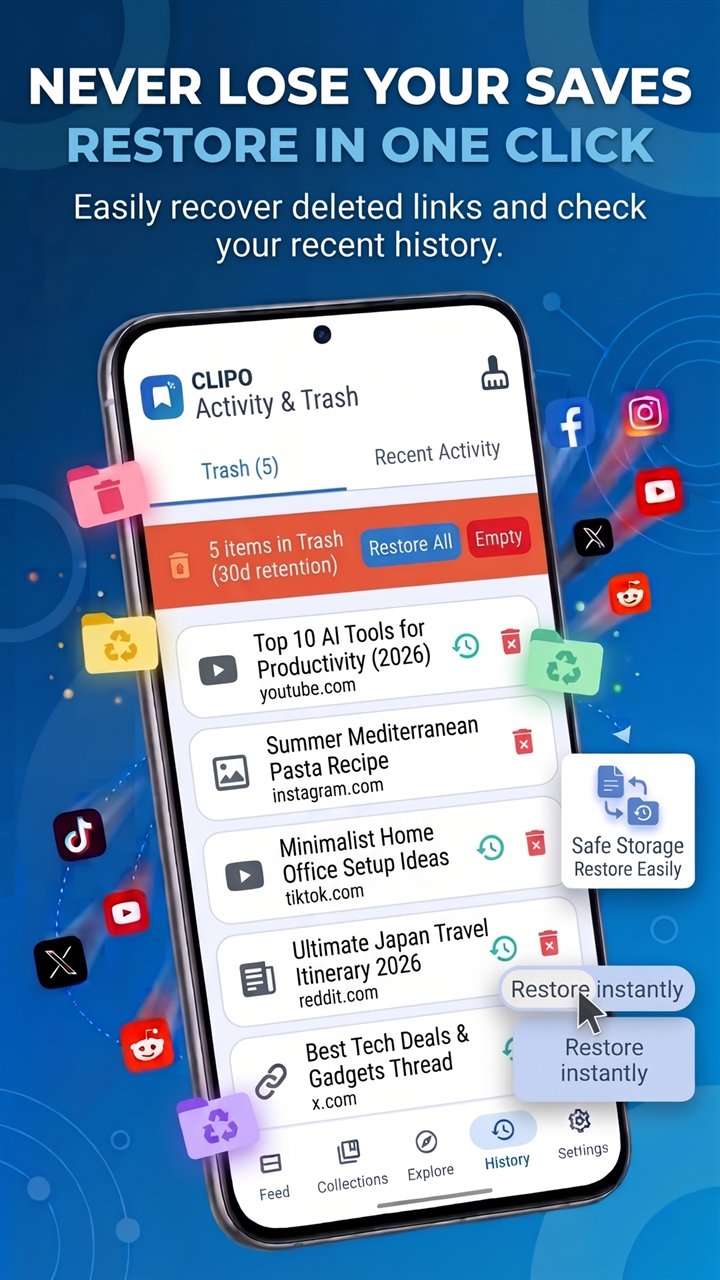 NEVER LOSE YOUR SAVES
RESTORE IN ONE CLICK
Easily recover deleted links and check
your recent history.
CLIPO
Activity & Trash
Trash (5)
Recent Activity
5 items in Trash
(30d retention)
Restore All
Empty
Top 10 AI Tools for
Productivity (2026)
youtube.com
Summer Mediterranean
Pasta Recipe
instagram.com
Minimalist Home
Office Setup Ideas
tiktok.com
Ultimate Japan Travel
Itinerary 2026
reddit.com
Best Tech Deals &
Gadgets Thread
x.com
Safe Storage
Restore Easily
Restore instantly
Restore
instantly
Feed
Collections
Explore
History
Settings